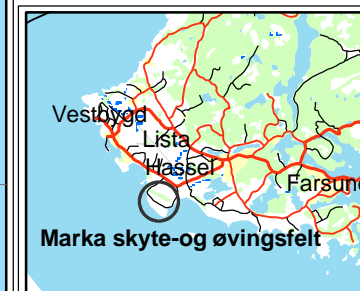 Vestbygd
Lista
Hassel
Farsund
Marka skyte-og øvingsfelt